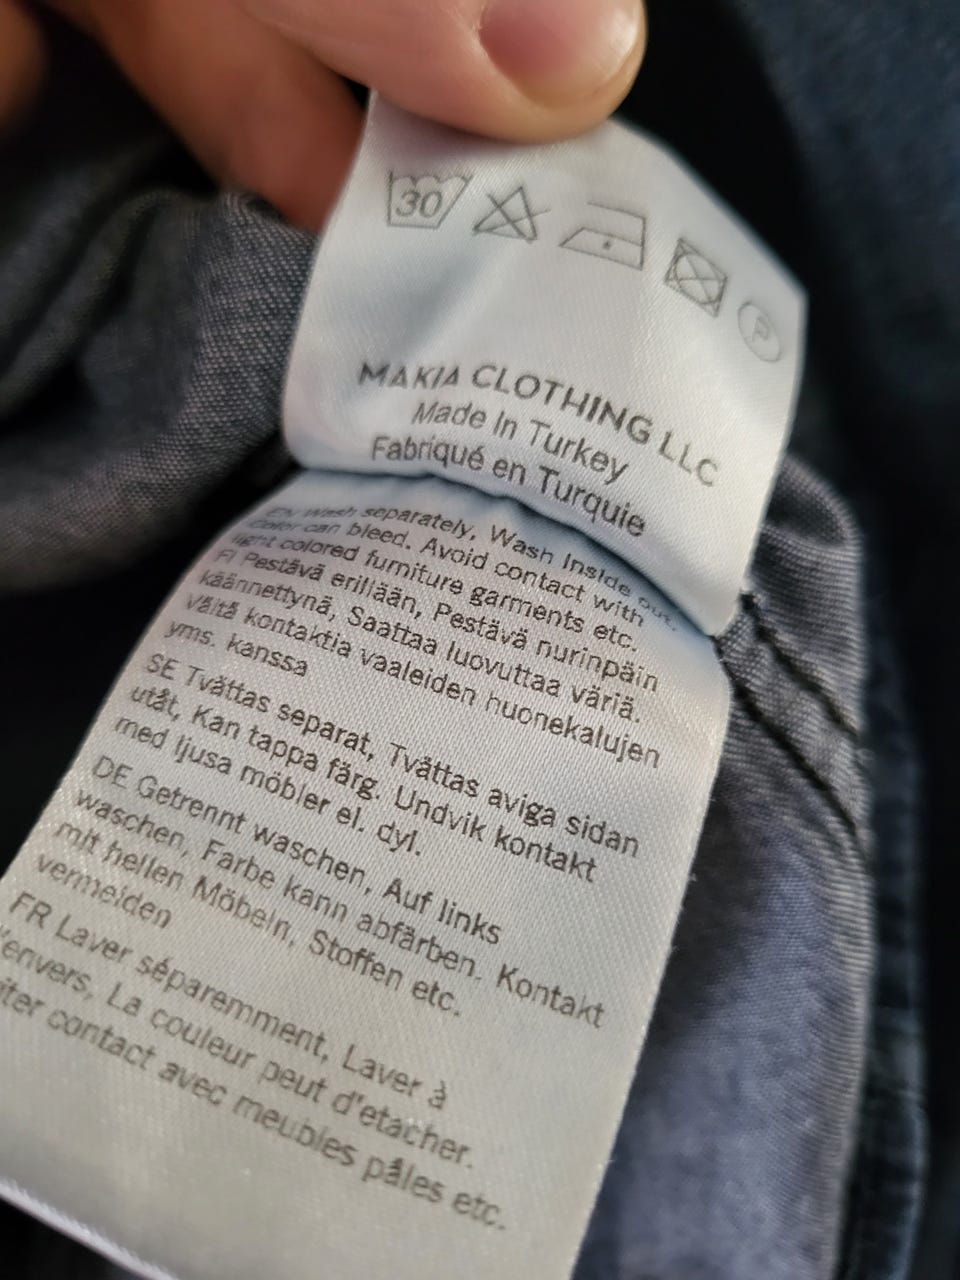 30
P
MAKIA CLOTHING LLC
Made In Turkey
Fabriqué en Turquie
EN Wash separately, Wash Inside out.
Color can bleed. Avoid contact with
light colored furniture garments etc.
FI Pestävä erillään, Pestävä nurinpäin
käännettynä, Saattaa luovuttaa väriä.
Vältä kontaktia vaaleiden huonekalujen
yms. kanssa
SE Tvättas separat, Tvättas aviga sidan
utåt, Kan tappa färg. Undvik kontakt
med ljusa möbler el. dyl.
DE Getrennt waschen, Auf links
waschen, Farbe kann abfärben. Kontakt
mit hellen Möbeln, Stoffen etc.
vermeiden
FR Laver séparemment, Laver à
l'envers, La couleur peut d'etacher.
iter contact avec meubles pâles etc.